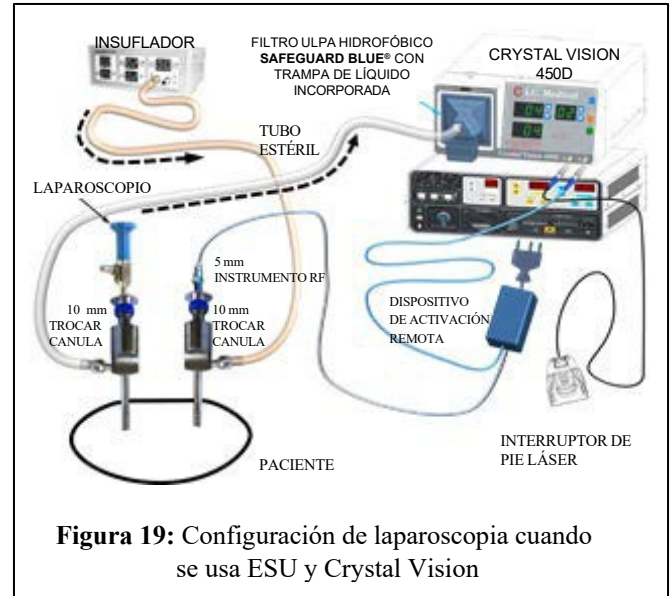 INSUFLADOR
FILTRO ULPA HIDROFÓBICO
SAFEGUARD BLUE® CON
TRAMPA DE LÍQUIDO
INCORPORADA
CRYSTAL VISION
450D
TUBO
ESTÉRIL
LAPAROSCOPIO
5 mm
INSTRUMENTO RF
10 mm
TROCAR
CANULA
10 mm
TROCAR
CANULA
DISPOSITIVO
DE ACTIVACIÓN
REMOTA
INTERRUPTOR DE
PIE LÁSER
PACIENTE
Figura 19: Configuración de laparoscopia cuando
se usa ESU y Crystal Vision